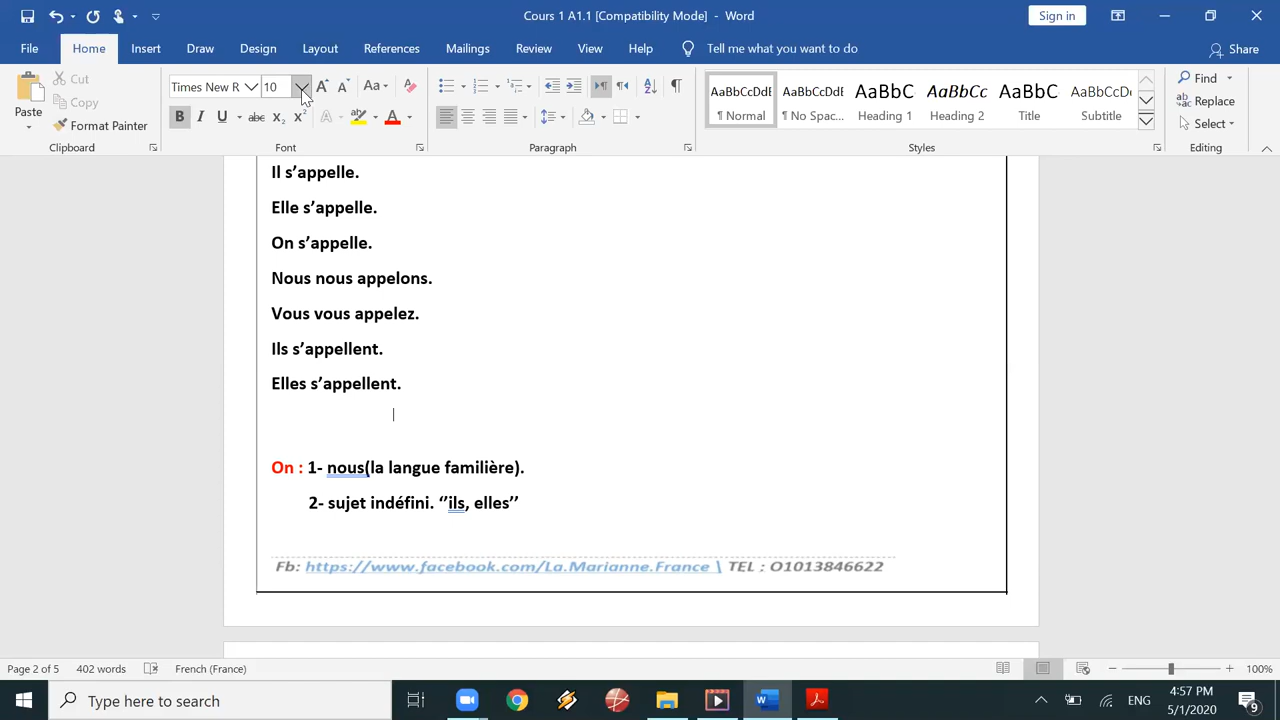 Cours 1 A1.1 [Compatibility Mode] - Word
Sign in
File Home Insert Draw Design Layout References Mailings Review View Help Tell me what you want to do Share
Paste
Cut
Copy
Format Painter
Clipboard
Times New R 10
Aa
B I U abc X₂ X² A A
Font
Paragraph
AaBbCcDdE AaBbCcDdE AaBbC AaBbCc AaBbC AaBbCcD
¶ Normal ¶ No Spac... Heading 1 Heading 2 Title Subtitle
Styles
Find
Replace
Select
Editing
Il s’appelle.
Elle s’appelle.
On s’appelle.
Nous nous appelons.
Vous vous appelez.
Ils s’appellent.
Elles s’appellent.
On : 1- nous(la langue familière).
2- sujet indéfini. ‘’ils, elles’’
Fb: https://www.facebook.com/La.Marianne.France \ TEL : O1013846622
Page 2 of 5 402 words French (France) 100%
Type here to search
ENG
4:57 PM
5/1/2020
9